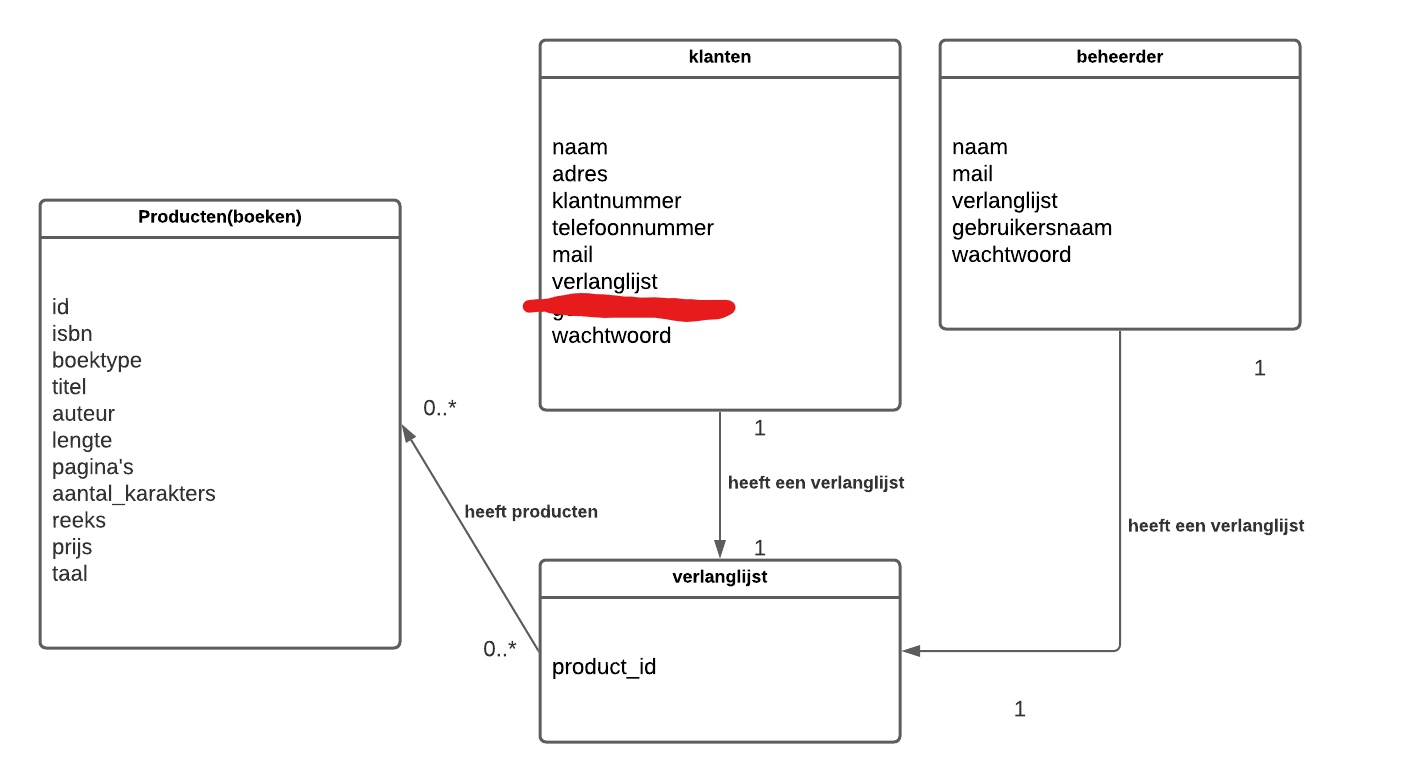 klanten
naam
adres
klantnummer
telefoonnummer
mail
verlanglijst
wachtwoord
beheerder
naam
mail
verlanglijst
gebruikersnaam
wachtwoord
Producten(boeken)
id
isbn
boektype
titel
auteur
lengte
pagina's
aantal_karakters
reeks
prijs
taal
1
0..*
1
heeft een verlanglijst
heeft producten
heeft een verlanglijst
1
verlanglijst
0..*
product_id
1